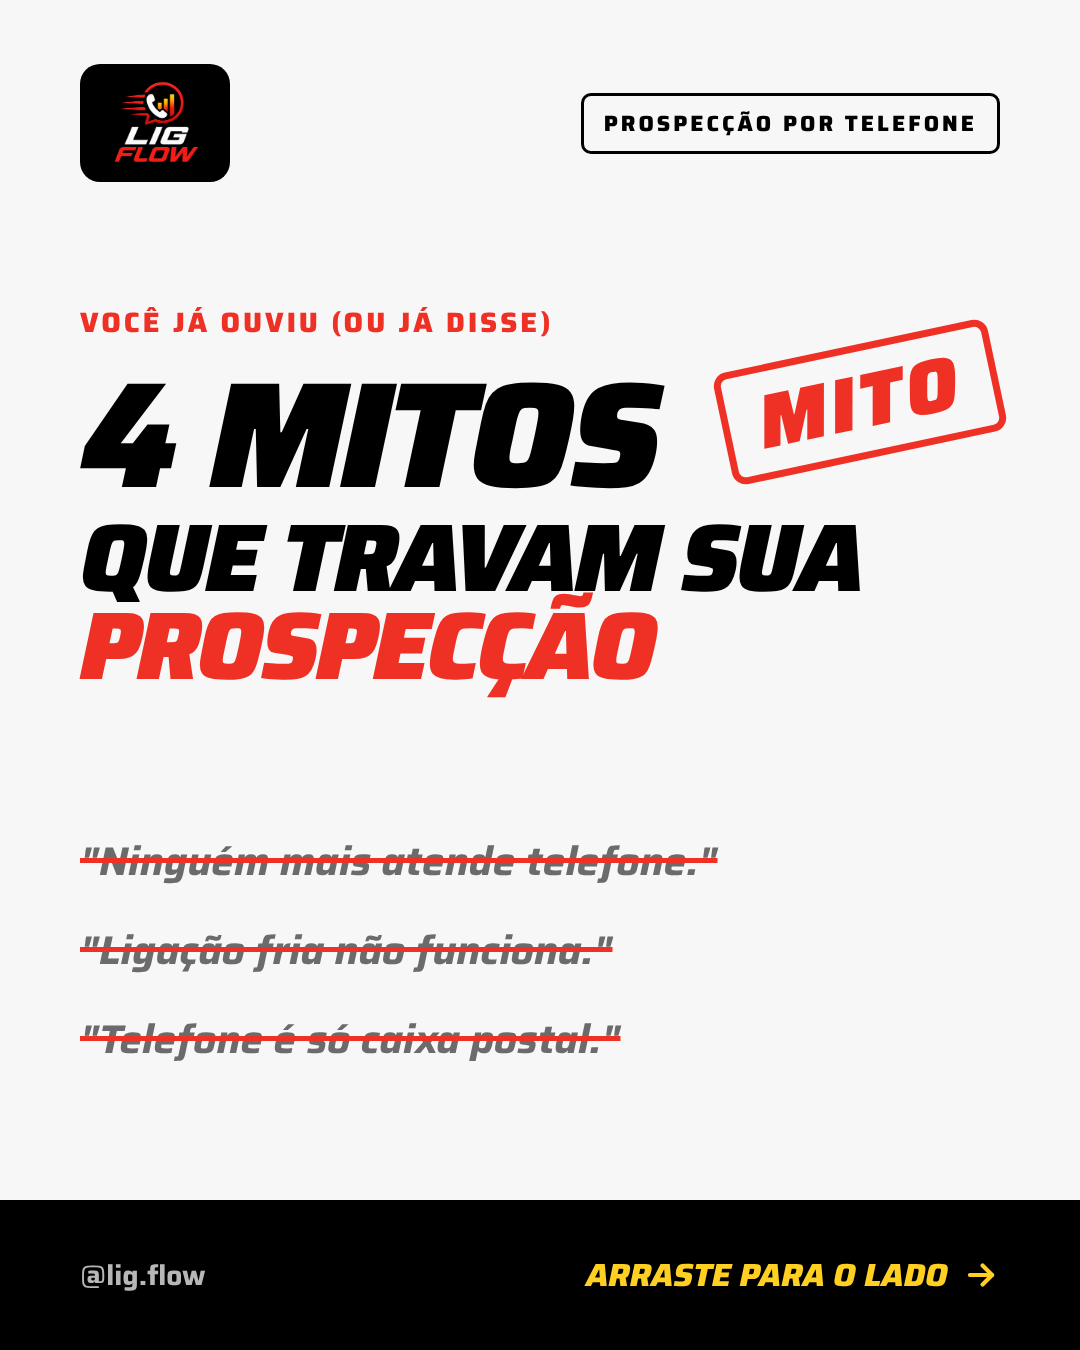 LIG
FLOW
PROSPECÇÃO POR TELEFONE
VOCÊ JÁ OUVIU (OU JÁ DISSE)
4 MITOS
MITO
QUE TRAVAM SUA
PROSPECÇÃO
"Ninguém mais atende telefone."
"Ligação fria não funciona."
"Telefone é só caixa postal."
@lig.flow
ARRASTE PARA O LADO →